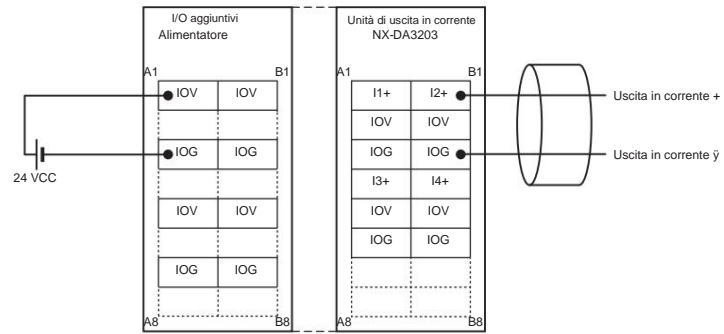 I/O aggiuntivi
Alimentatore
Unità di uscita in corrente
NX-DA3203
A1 B1 A1 B1
IOV IOV I1+ I2+ Uscita in corrente +
IOV IOV
IOG IOG IOG IOG Uscita in corrente ÿ
24 VCC
I3+ I4+
IOV IOV IOV IOV
IOG IOG
IOG IOG
A8 B8 A8 B8